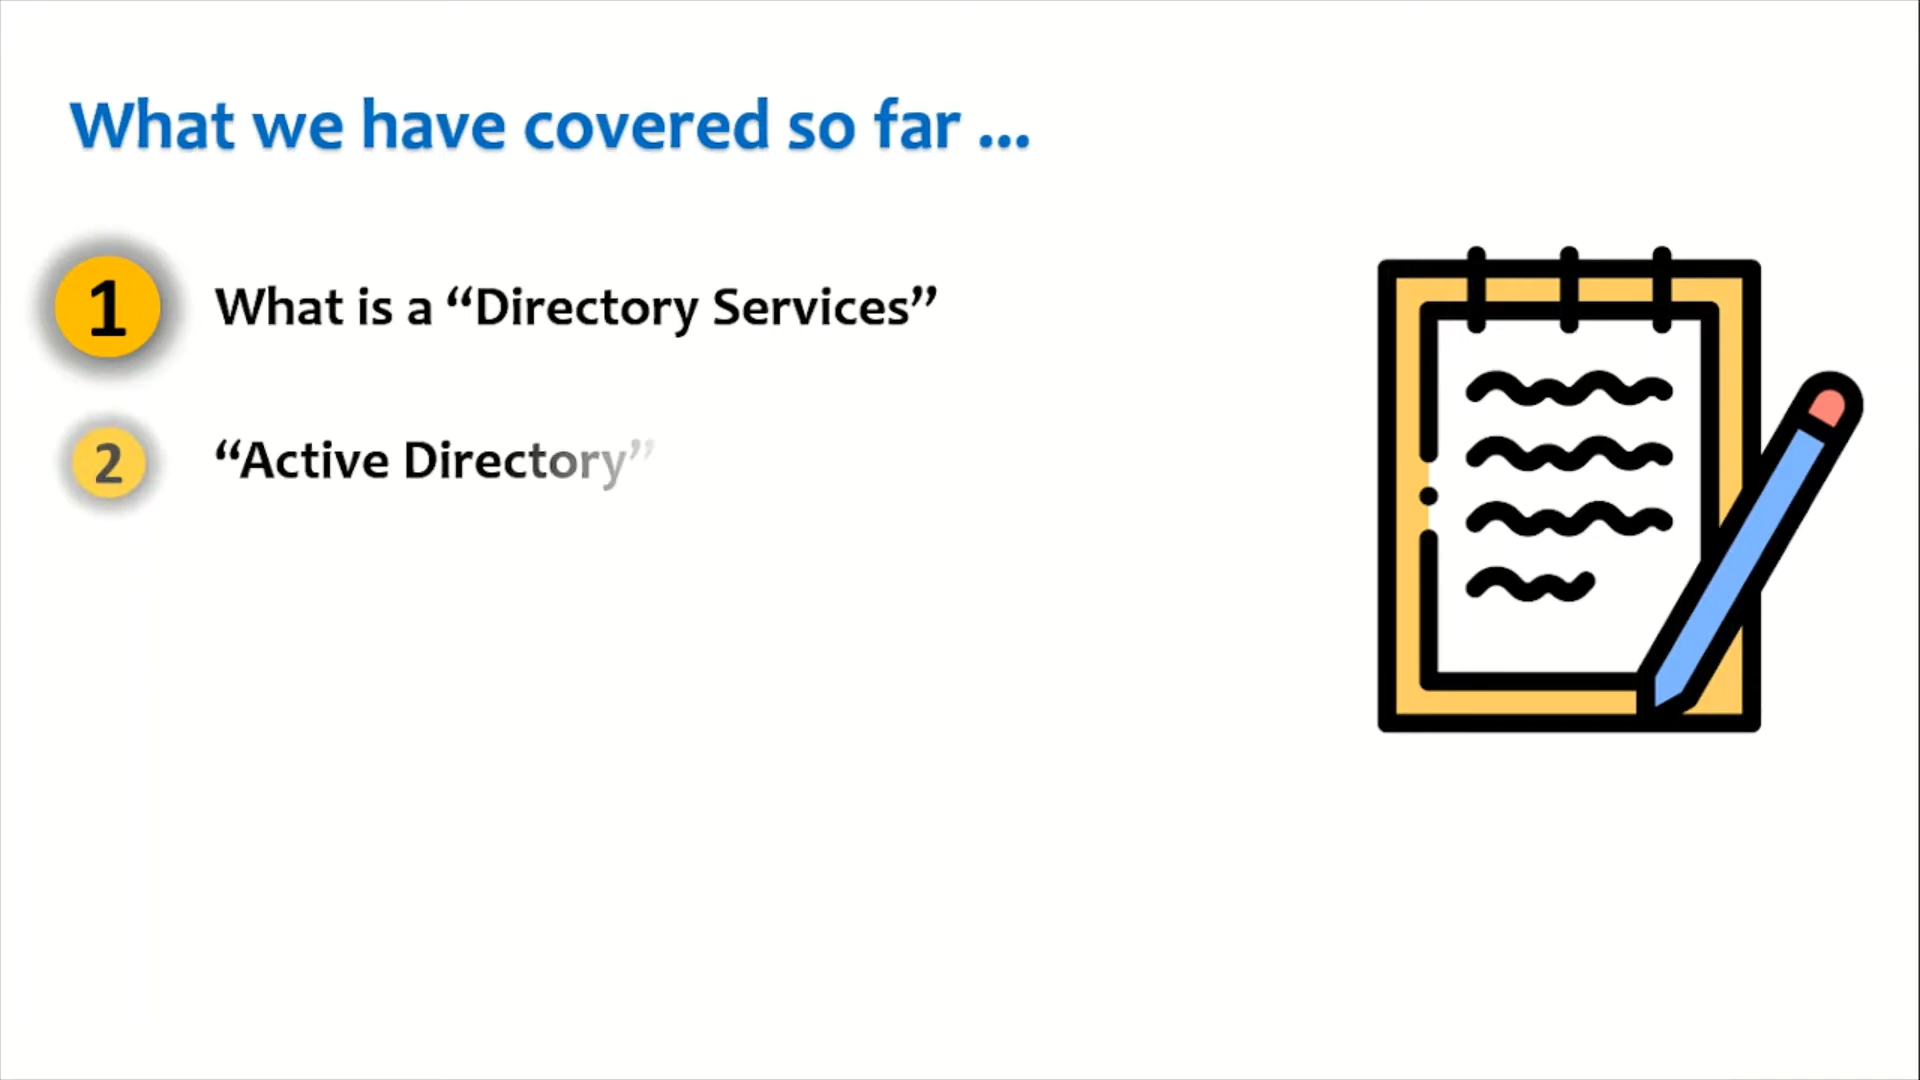 What we have covered so far ...
1 What is a “Directory Services”
2 “Active Directory”